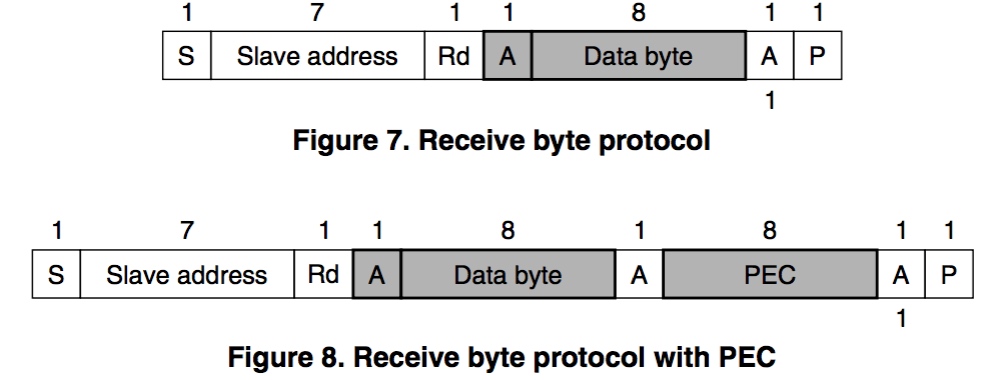 1 7 1 1 8 1 1
S Slave address Rd A Data byte A P
1
Figure 7. Receive byte protocol
1 7 1 1 8 1 8 1 1
S Slave address Rd A Data byte A PEC A P
1
Figure 8. Receive byte protocol with PEC